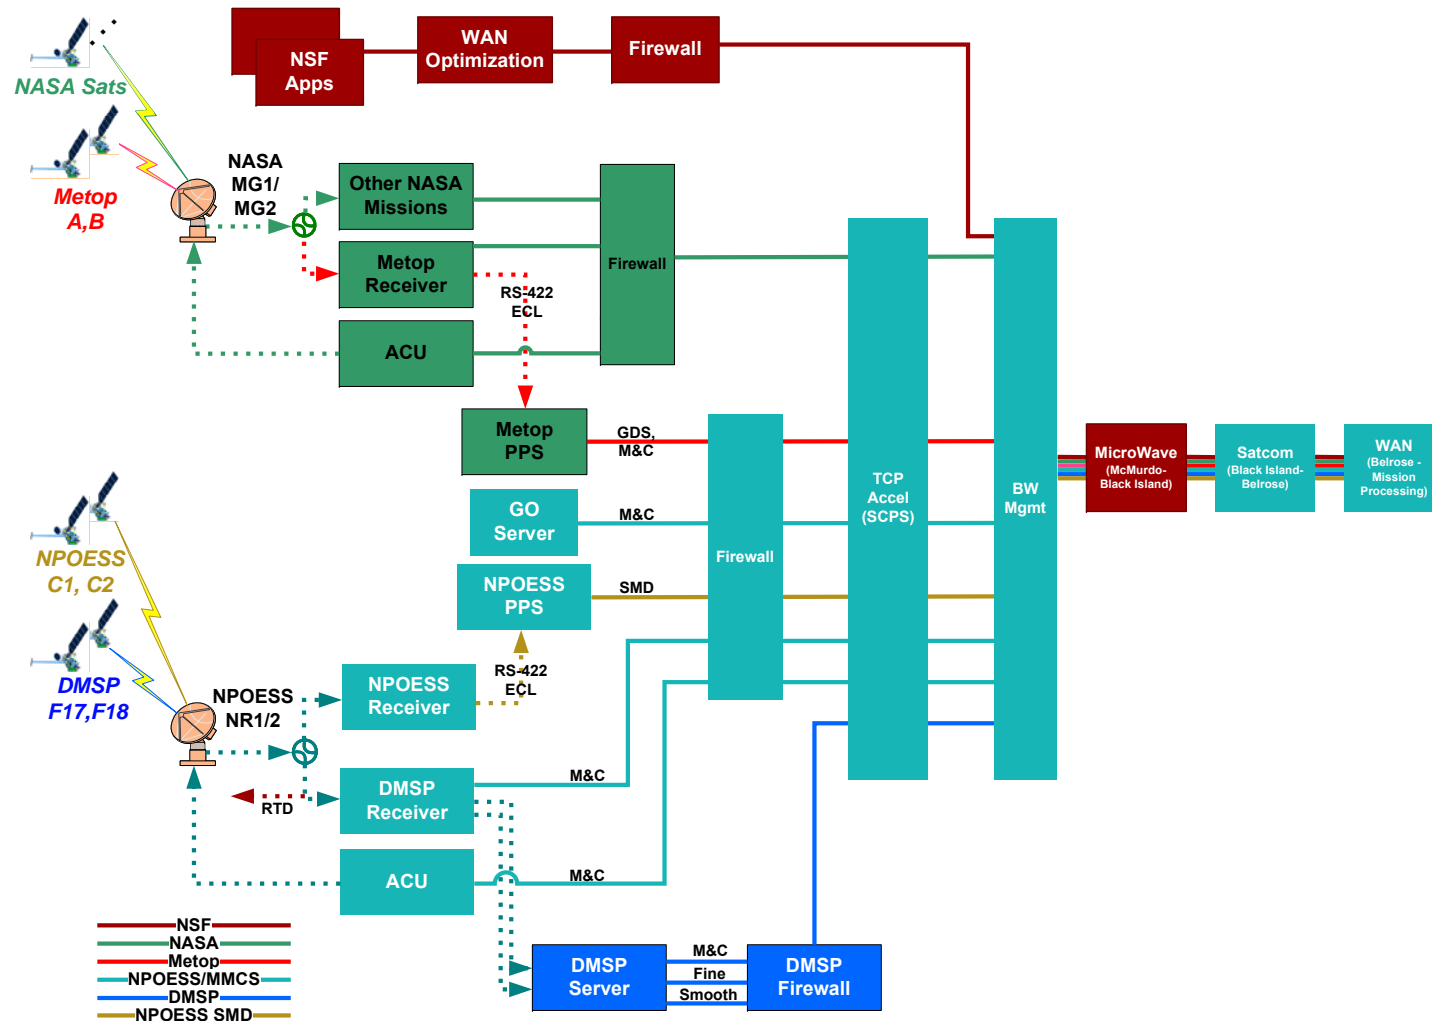 NASA Sats
Metop
A,B
NSF
Apps
WAN
Optimization
Firewall
NASA
MG1/
MG2
Other NASA
Missions
Metop
Receiver
ACU
RS-422
ECL
Firewall
Metop
PPS
GDS,
M&C
GO
Server
M&C
NPOESS
PPS
SMD
Firewall
TCP
Accel
(SCPS)
BW
Mgmt
MicroWave
(McMurdo-
Black Island)
Satcom
(Black Island-
Belrose)
WAN
(Belrose -
Mission
Processing)
NPOESS
C1, C2
DMSP
F17,F18
NPOESS
NR1/2
NPOESS
Receiver
RS-422
ECL
RTD
DMSP
Receiver
M&C
ACU
M&C
DMSP
Server
M&C
Fine
Smooth
DMSP
Firewall
NSF
NASA
Metop
NPOESS/MMCS
DMSP
NPOESS SMD